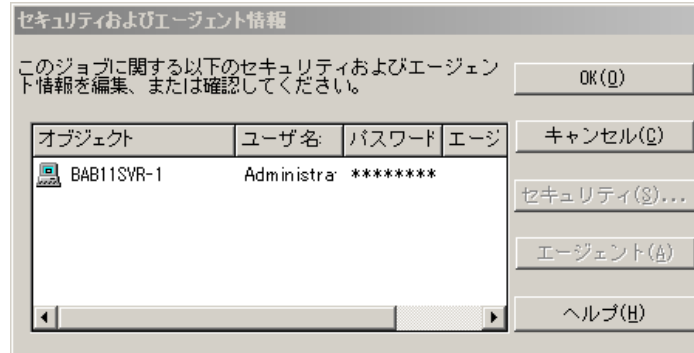 セキュリティおよびエージェント情報
このジョブに関する以下のセキュリティおよびエージェン
ト情報を編集、または確認してください。
OK(O)
オブジェクト ユーザ名 パスワード エージ
キャンセル(C)
BAB11SVR-1 Administra ********
セキュリティ(S)...
エージェント(A)
ヘルプ(H)